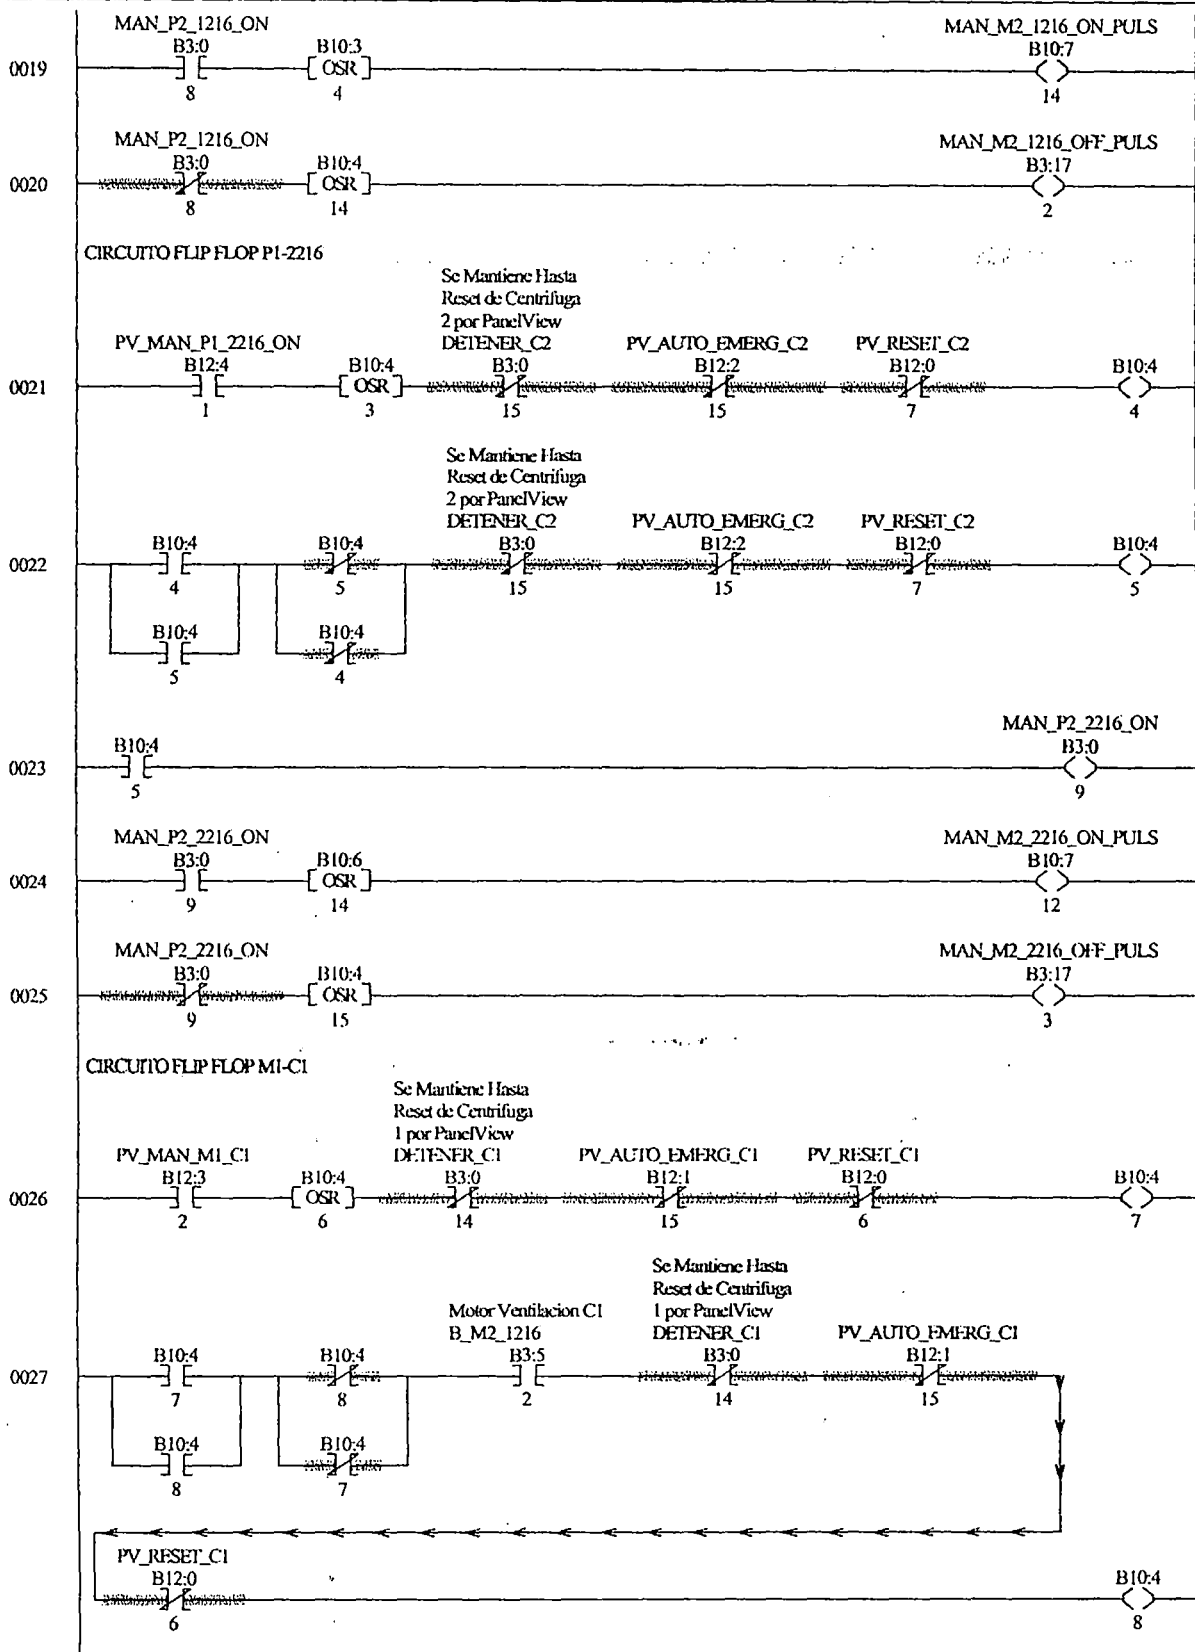 MAN_P2_1216_ON MAN_M2_1216_ON_PULS
B3:0 B10:3 B10:7
0019 OSR
8 4 14
MAN_P2_1216_ON MAN_M2_1216_OFF_PULS
B3:0 B10:4 B3:17
0020 OSR
8 14 2
CIRCUITO FLIP FLOP P1-2216
Se Mantiene Hasta
Reset de Centrifuga
2 por PanelView
PV_MAN_P1_2216_ON DETENER_C2 PV_AUTO_EMERG_C2 PV_RESET_C2
B12:4 B10:4 B3:0 B12:2 B12:0 B10:4
0021 OSR
1 3 15 15 7 4
Se Mantiene Hasta
Reset de Centrifuga
2 por PanelView
DETENER_C2 PV_AUTO_EMERG_C2 PV_RESET_C2
B10:4 B10:4 B3:0 B12:2 B12:0 B10:4
0022
4 5 15 15 7 5
B10:4 B10:4
5 4
MAN_P2_2216_ON
B10:4 B3:0
0023
5 9
MAN_P2_2216_ON MAN_M2_2216_ON_PULS
B3:0 B10:6 B10:7
0024 OSR
9 14 12
MAN_P2_2216_ON MAN_M2_2216_OFF_PULS
B3:0 B10:4 B3:17
0025 OSR
9 15 3
CIRCUITO FLIP FLOP M1-C1
Se Mantiene Hasta
Reset de Centrifuga
1 por PanelView
PV_MAN_M1_C1 DETENER_C1 PV_AUTO_EMERG_C1 PV_RESET_C1
B12:3 B10:4 B3:0 B12:1 B12:0 B10:4
0026 OSR
2 6 14 15 6 7
Se Mantiene Hasta
Reset de Centrifuga
Motor Ventilacion C1 1 por PanelView
B_M2_1216 DETENER_C1 PV_AUTO_EMERG_C1
B10:4 B10:4 B3:5 B3:0 B12:1
0027
7 8 2 14 15
B10:4 B10:4
8 7
PV_RESET_C1
B12:0 B10:4
6 8